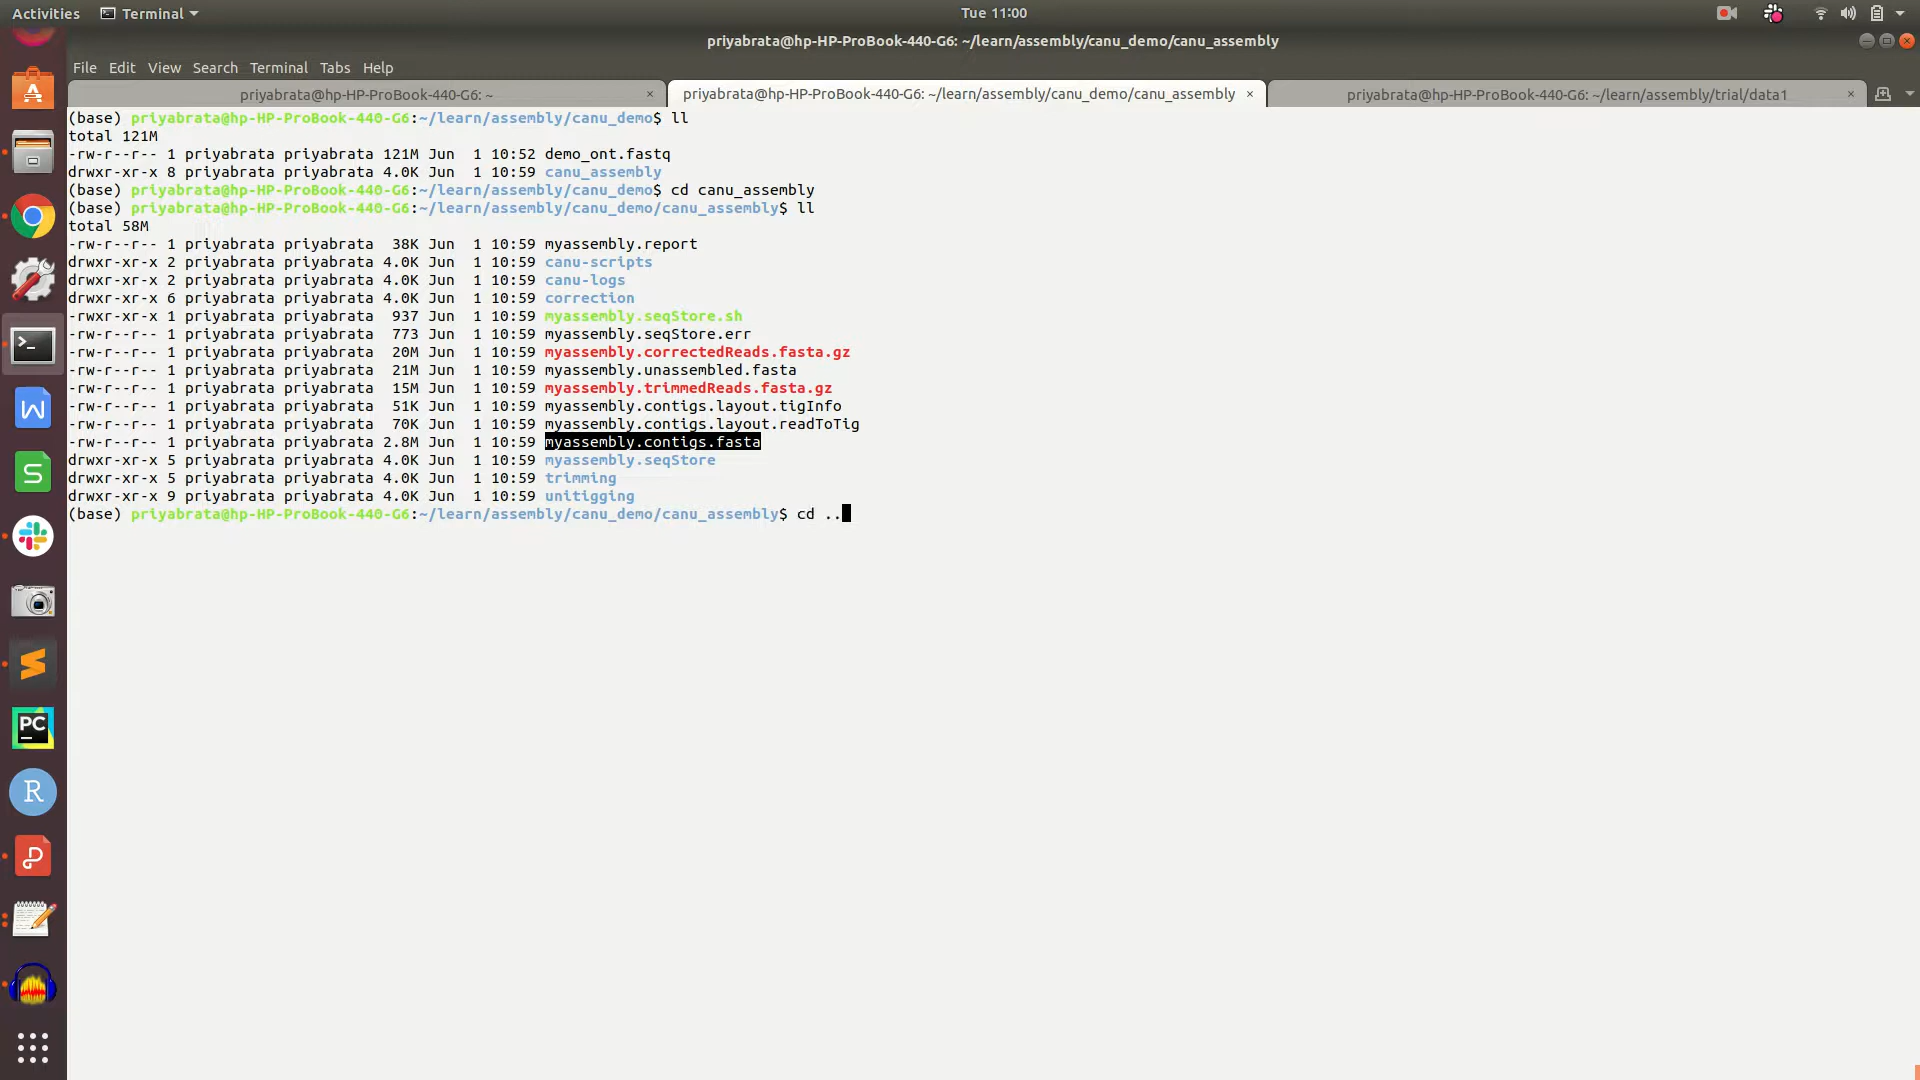 Activities Terminal Tue 11:00
priyabrata@hp-HP-ProBook-440-G6: ~/learn/assembly/canu_demo/canu_assembly
File Edit View Search Terminal Tabs Help
priyabrata@hp-HP-ProBook-440-G6: ~ × priyabrata@hp-HP-ProBook-440-G6: ~/learn/assembly/canu_demo/canu_assembly × priyabrata@hp-HP-ProBook-440-G6: ~/learn/assembly/trial/data1 ×
(base) priyabrata@hp-HP-ProBook-440-G6:~/learn/assembly/canu_demo$ ll
total 121M
-rw-r--r-- 1 priyabrata priyabrata 121M Jun  1 10:52 demo_ont.fastq
drwxr-xr-x 8 priyabrata priyabrata 4.0K Jun  1 10:59 canu_assembly
(base) priyabrata@hp-HP-ProBook-440-G6:~/learn/assembly/canu_demo$ cd canu_assembly
(base) priyabrata@hp-HP-ProBook-440-G6:~/learn/assembly/canu_demo/canu_assembly$ ll
total 58M
-rw-r--r-- 1 priyabrata priyabrata  38K Jun  1 10:59 myassembly.report
drwxr-xr-x 2 priyabrata priyabrata 4.0K Jun  1 10:59 canu-scripts
drwxr-xr-x 2 priyabrata priyabrata 4.0K Jun  1 10:59 canu-logs
drwxr-xr-x 6 priyabrata priyabrata 4.0K Jun  1 10:59 correction
-rwxr-xr-x 1 priyabrata priyabrata  937 Jun  1 10:59 myassembly.seqStore.sh
-rw-r--r-- 1 priyabrata priyabrata  773 Jun  1 10:59 myassembly.seqStore.err
-rw-r--r-- 1 priyabrata priyabrata  20M Jun  1 10:59 myassembly.correctedReads.fasta.gz
-rw-r--r-- 1 priyabrata priyabrata  21M Jun  1 10:59 myassembly.unassembled.fasta
-rw-r--r-- 1 priyabrata priyabrata  15M Jun  1 10:59 myassembly.trimmedReads.fasta.gz
-rw-r--r-- 1 priyabrata priyabrata  51K Jun  1 10:59 myassembly.contigs.layout.tigInfo
-rw-r--r-- 1 priyabrata priyabrata  70K Jun  1 10:59 myassembly.contigs.layout.readToTig
-rw-r--r-- 1 priyabrata priyabrata 2.8M Jun  1 10:59 myassembly.contigs.fasta
drwxr-xr-x 5 priyabrata priyabrata 4.0K Jun  1 10:59 myassembly.seqStore
drwxr-xr-x 5 priyabrata priyabrata 4.0K Jun  1 10:59 trimming
drwxr-xr-x 9 priyabrata priyabrata 4.0K Jun  1 10:59 unitigging
(base) priyabrata@hp-HP-ProBook-440-G6:~/learn/assembly/canu_demo/canu_assembly$ cd ..
W
S
PC
R
P